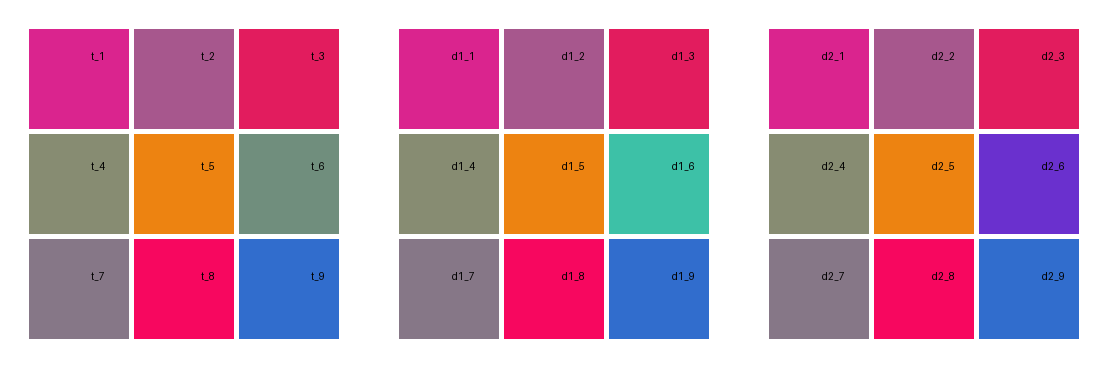 t_1 t_2 t_3 d1_1 d1_2 d1_3 d2_1 d2_2 d2_3
t_4 t_5 t_6 d1_4 d1_5 d1_6 d2_4 d2_5 d2_6
t_7 t_8 t_9 d1_7 d1_8 d1_9 d2_7 d2_8 d2_9